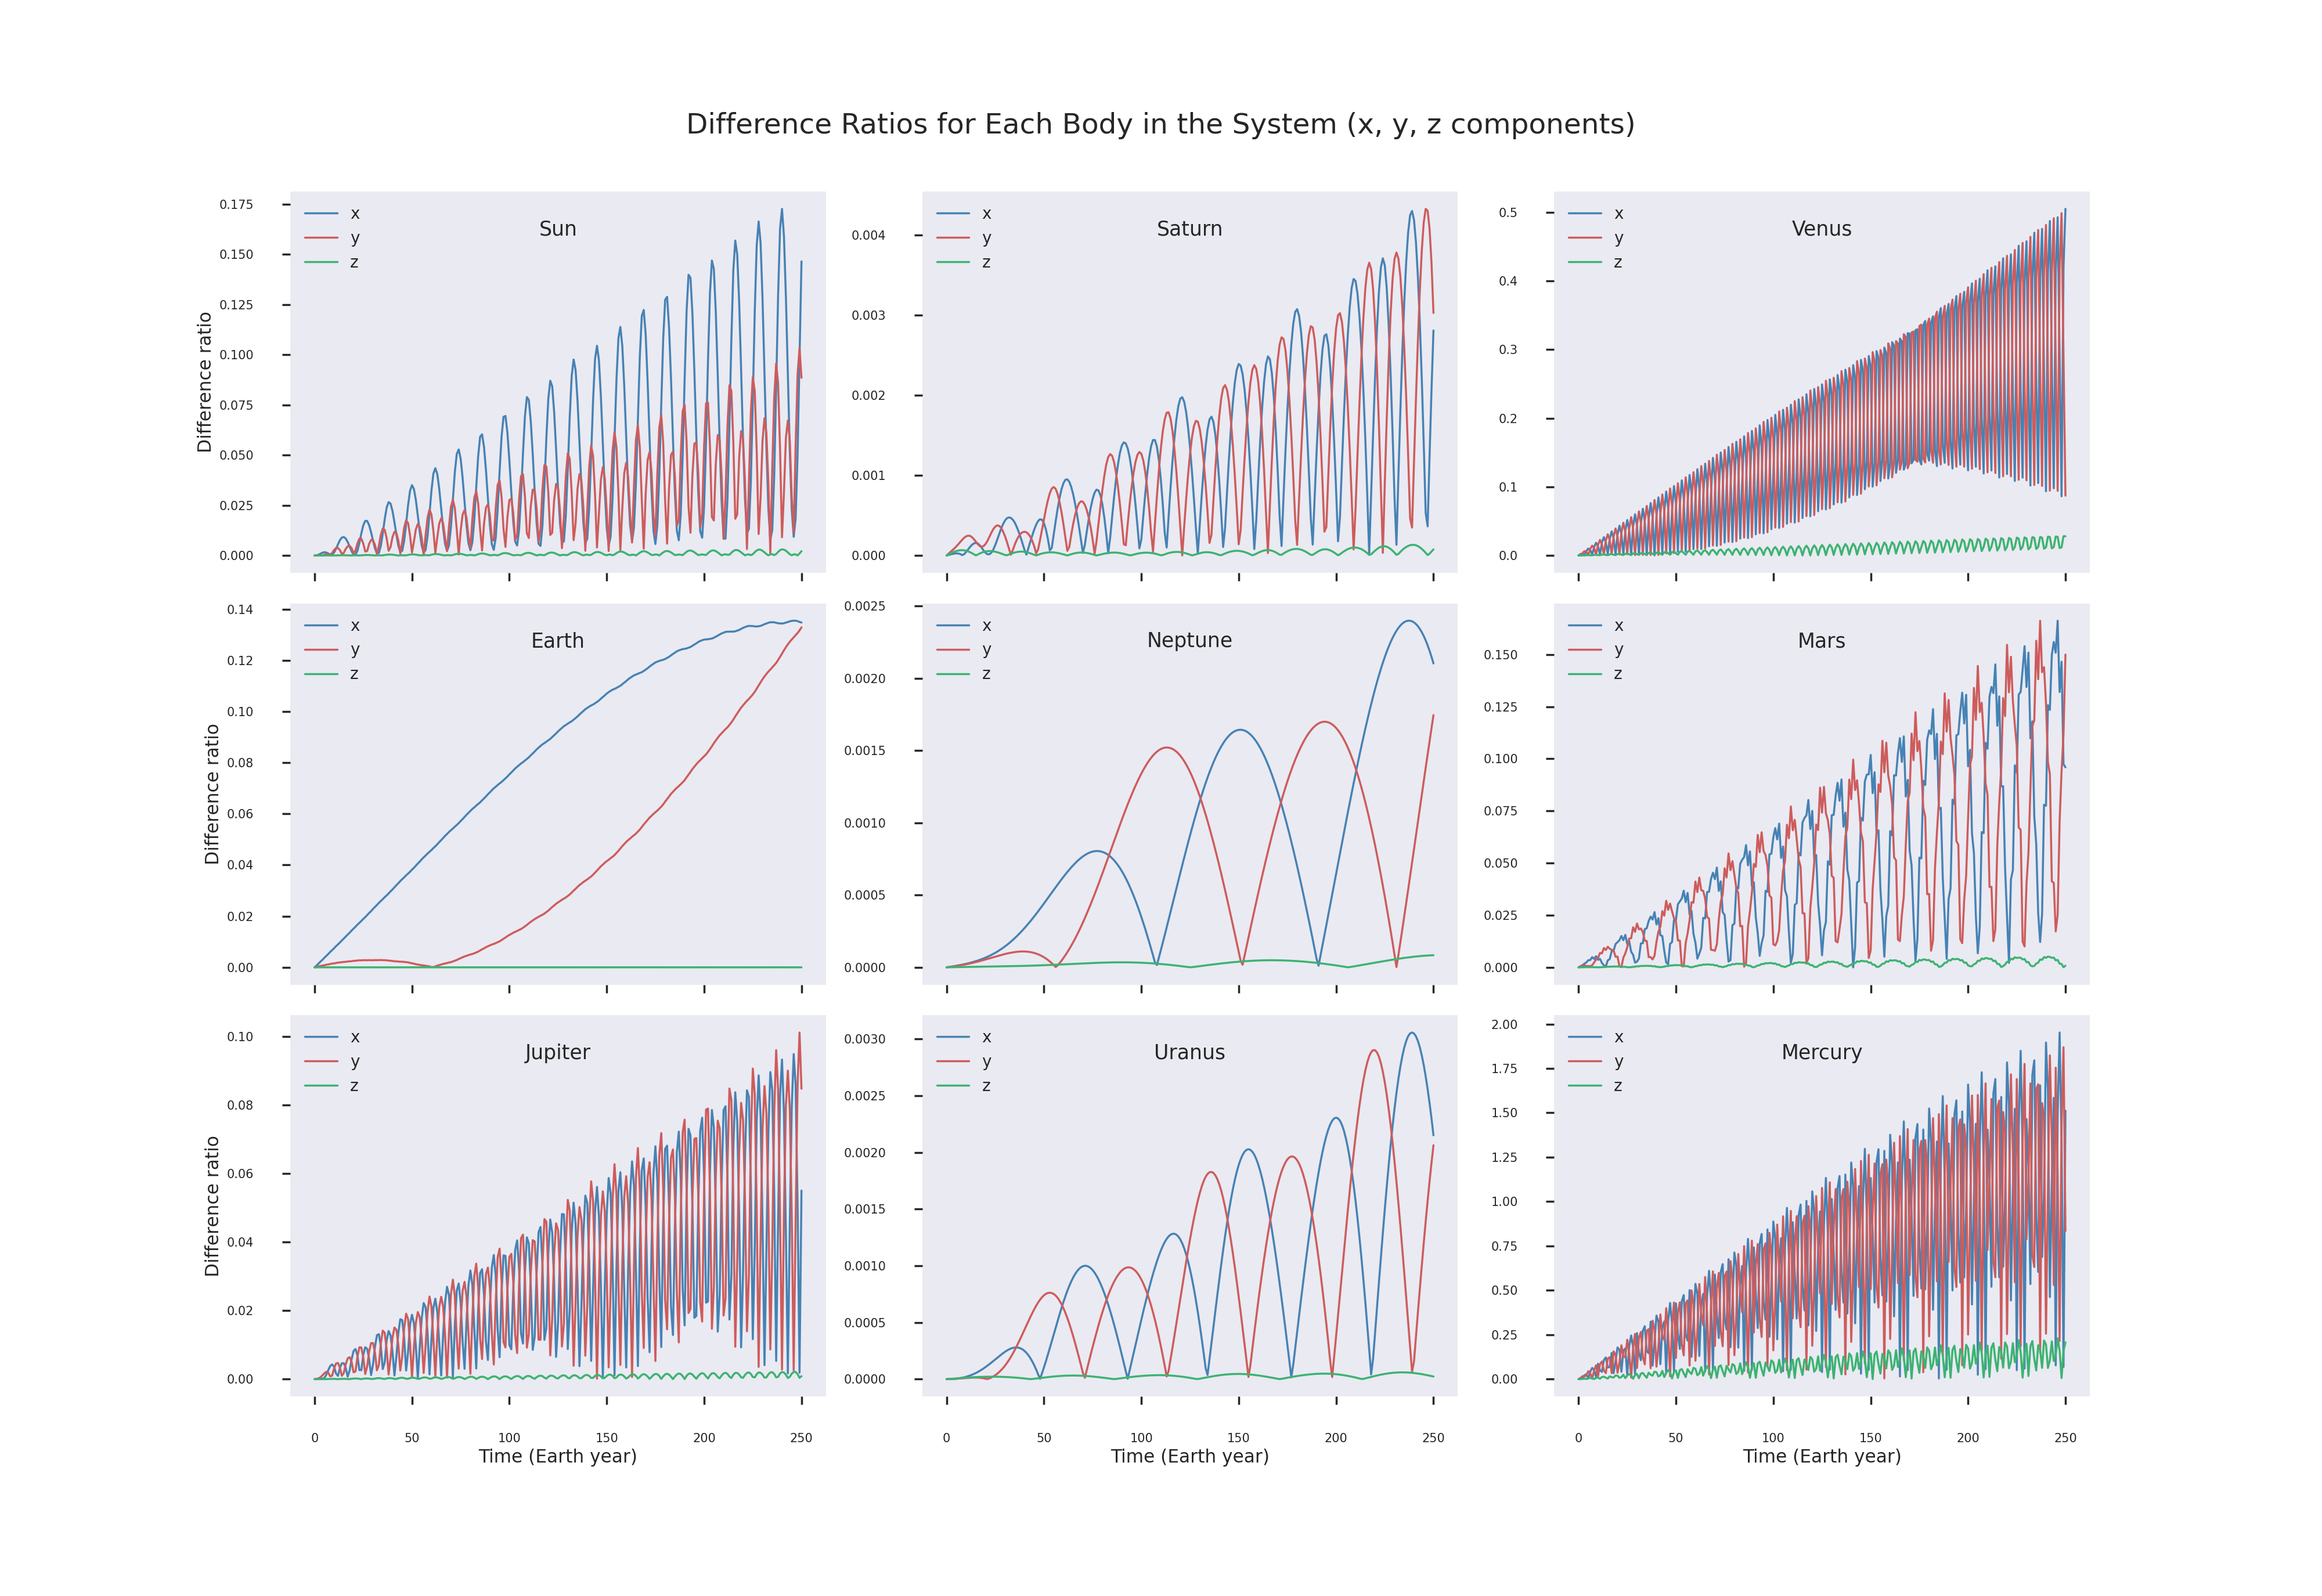 Difference Ratios for Each Body in the System (x, y, z components)
Sun
x
y
z
0.175
0.150
0.125
0.100
0.075
0.050
0.025
0.000
Difference ratio
Saturn
x
y
z
0.004
0.003
0.002
0.001
0.000
Venus
x
y
z
0.5
0.4
0.3
0.2
0.1
0.0
Earth
x
y
z
0.14
0.12
0.10
0.08
0.06
0.04
0.02
0.00
Difference ratio
Neptune
x
y
z
0.0025
0.0020
0.0015
0.0010
0.0005
0.0000
Mars
x
y
z
0.150
0.125
0.100
0.075
0.050
0.025
0.000
Jupiter
x
y
z
0.10
0.08
0.06
0.04
0.02
0.00
Difference ratio
0 50 100 150 200 250
Time (Earth year)
Uranus
x
y
z
0.0030
0.0025
0.0020
0.0015
0.0010
0.0005
0.0000
0 50 100 150 200 250
Time (Earth year)
Mercury
x
y
z
2.00
1.75
1.50
1.25
1.00
0.75
0.50
0.25
0.00
0 50 100 150 200 250
Time (Earth year)